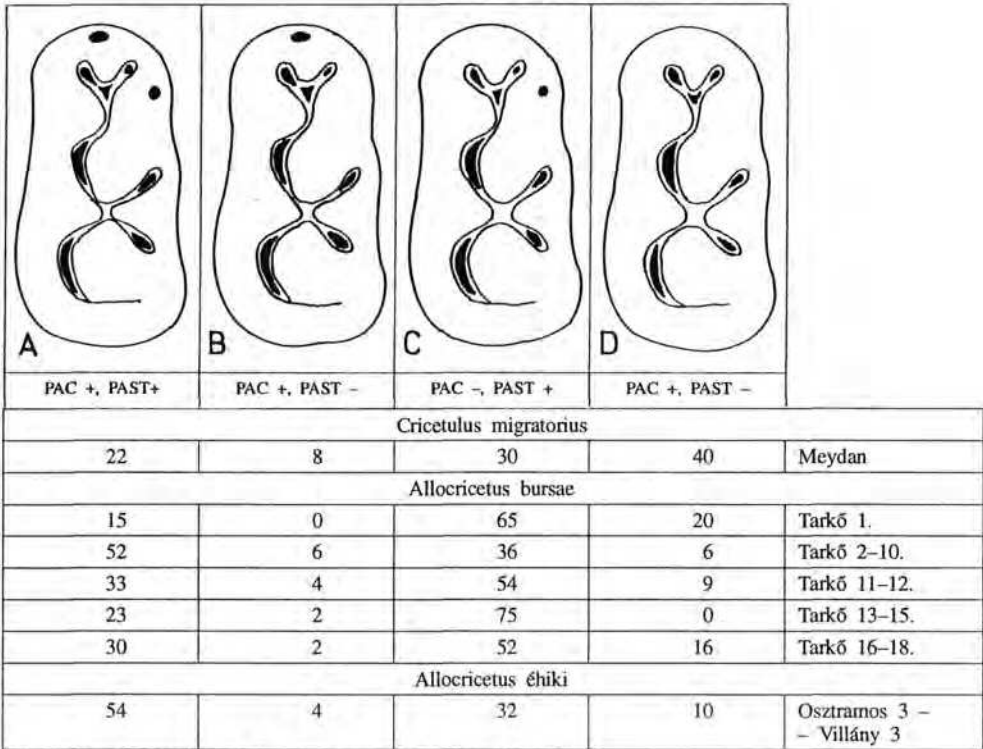 A B C D
PAC +, PAST+ PAC +, PAST – PAC –, PAST + PAC +, PAST –
Cricetulus migratorius
22 8 30 40 Meydan
Allocricetus bursae
15 0 65 20 Tarkő 1.
52 6 36 6 Tarkő 2–10.
33 4 54 9 Tarkő 11–12.
23 2 75 0 Tarkő 13–15.
30 2 52 16 Tarkő 16–18.
Allocricetus éhiki
54 4 32 10 Osztramos 3 –
– Villány 3